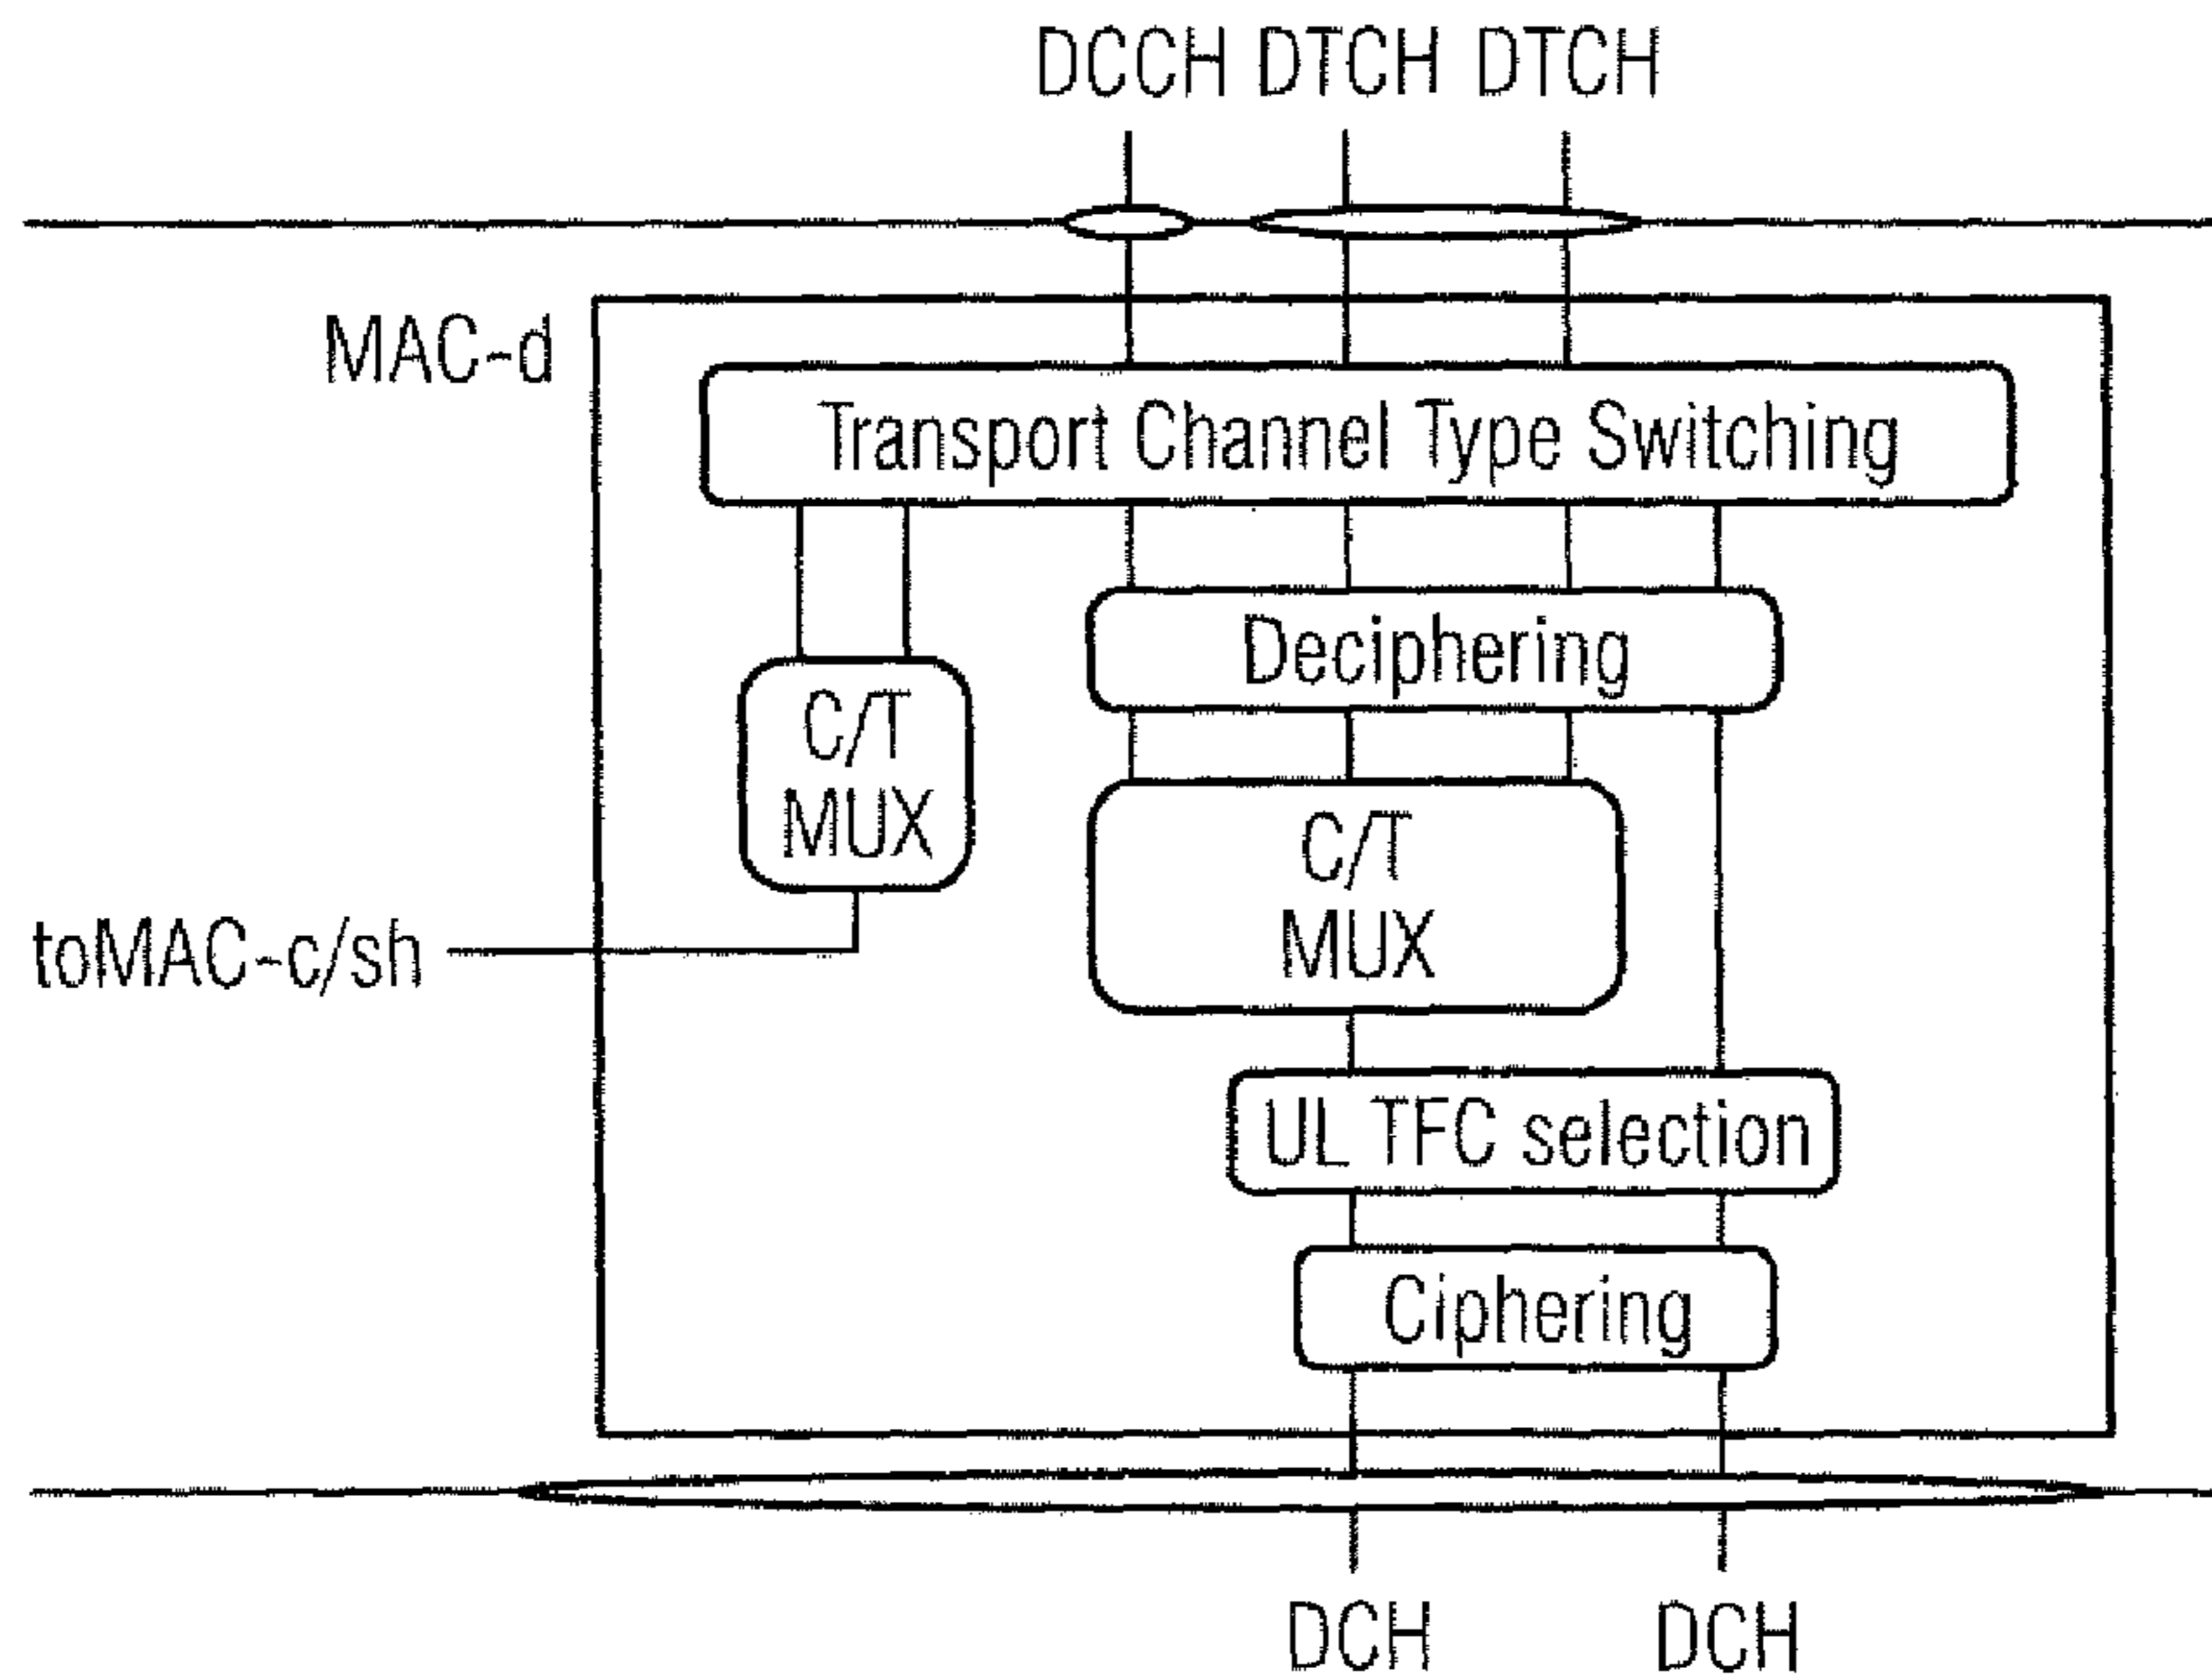 DCCH DTCH DTCH
MAC-d
Transport Channel Type Switching
Deciphering
C/T
MUX
C/T
MUX
toMAC-c/sh
UL TFC selection
Ciphering
DCH DCH